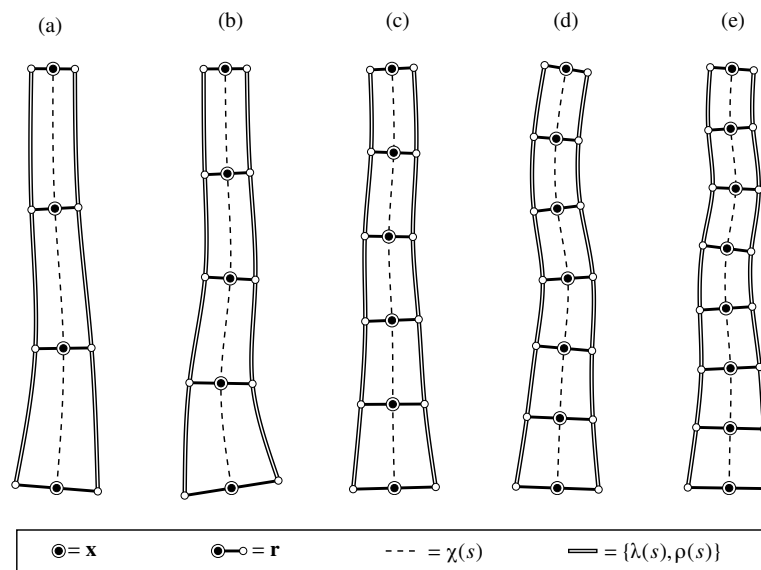 (a) (b) (c) (d) (e)
= x = r = χ(s) = {λ(s),ρ(s)}